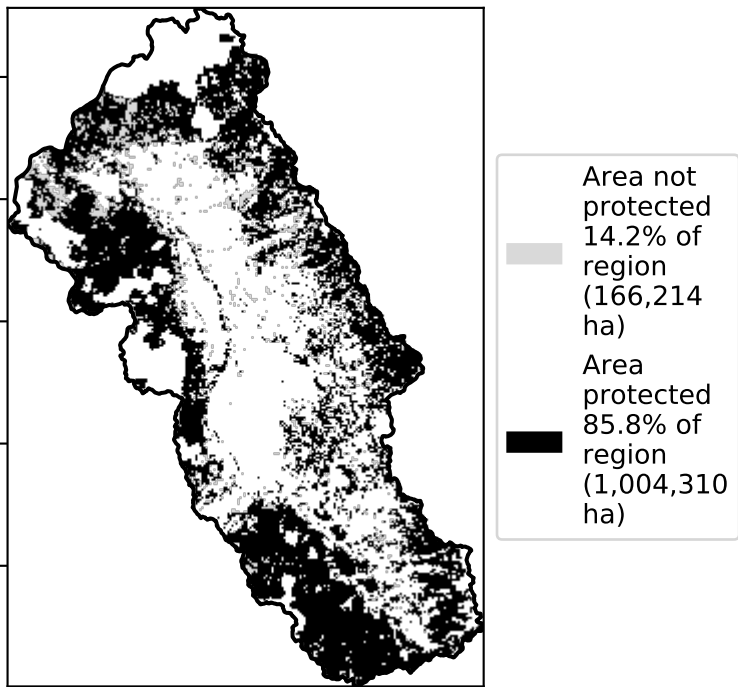 Area not
protected
14.2% of
region
(166,214
ha)
Area
protected
85.8% of
region
(1,004,310
ha)